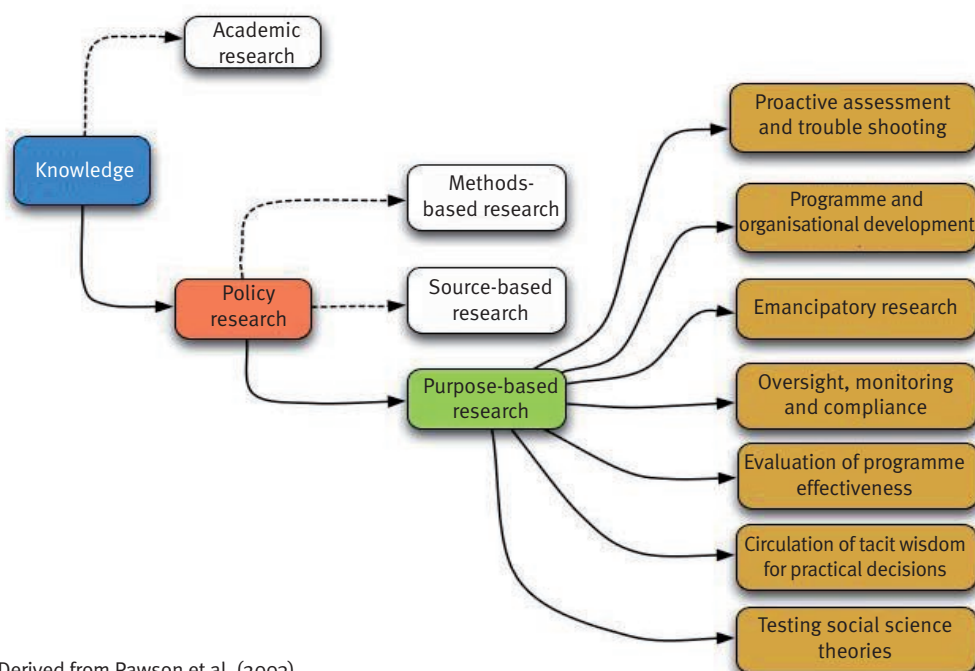 Academic
research
Knowledge
Methods-
based research
Policy
research
Source-based
research
Purpose-based
research
Proactive assessment
and trouble shooting
Programme and
organisational development
Emancipatory research
Oversight, monitoring
and compliance
Evaluation of programme
effectiveness
Circulation of tacit wisdom
for practical decisions
Testing social science
theories
Derived from Pawson et al. (2003)